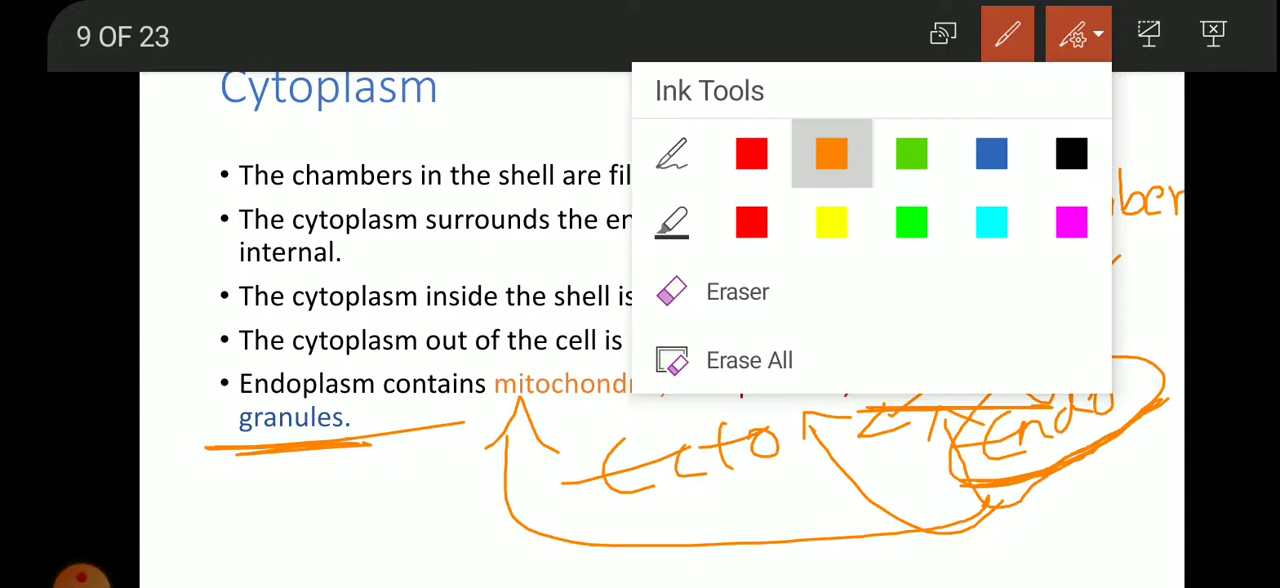 9 OF 23
Ink Tools
Cytoplasm
The chambers in the shell are fil
The cytoplasm surrounds the en
internal.
The cytoplasm inside the shell is
The cytoplasm out of the cell is
Endoplasm contains mitochondr
granules.
Eraser
Erase All
ber
Ecto
Endo